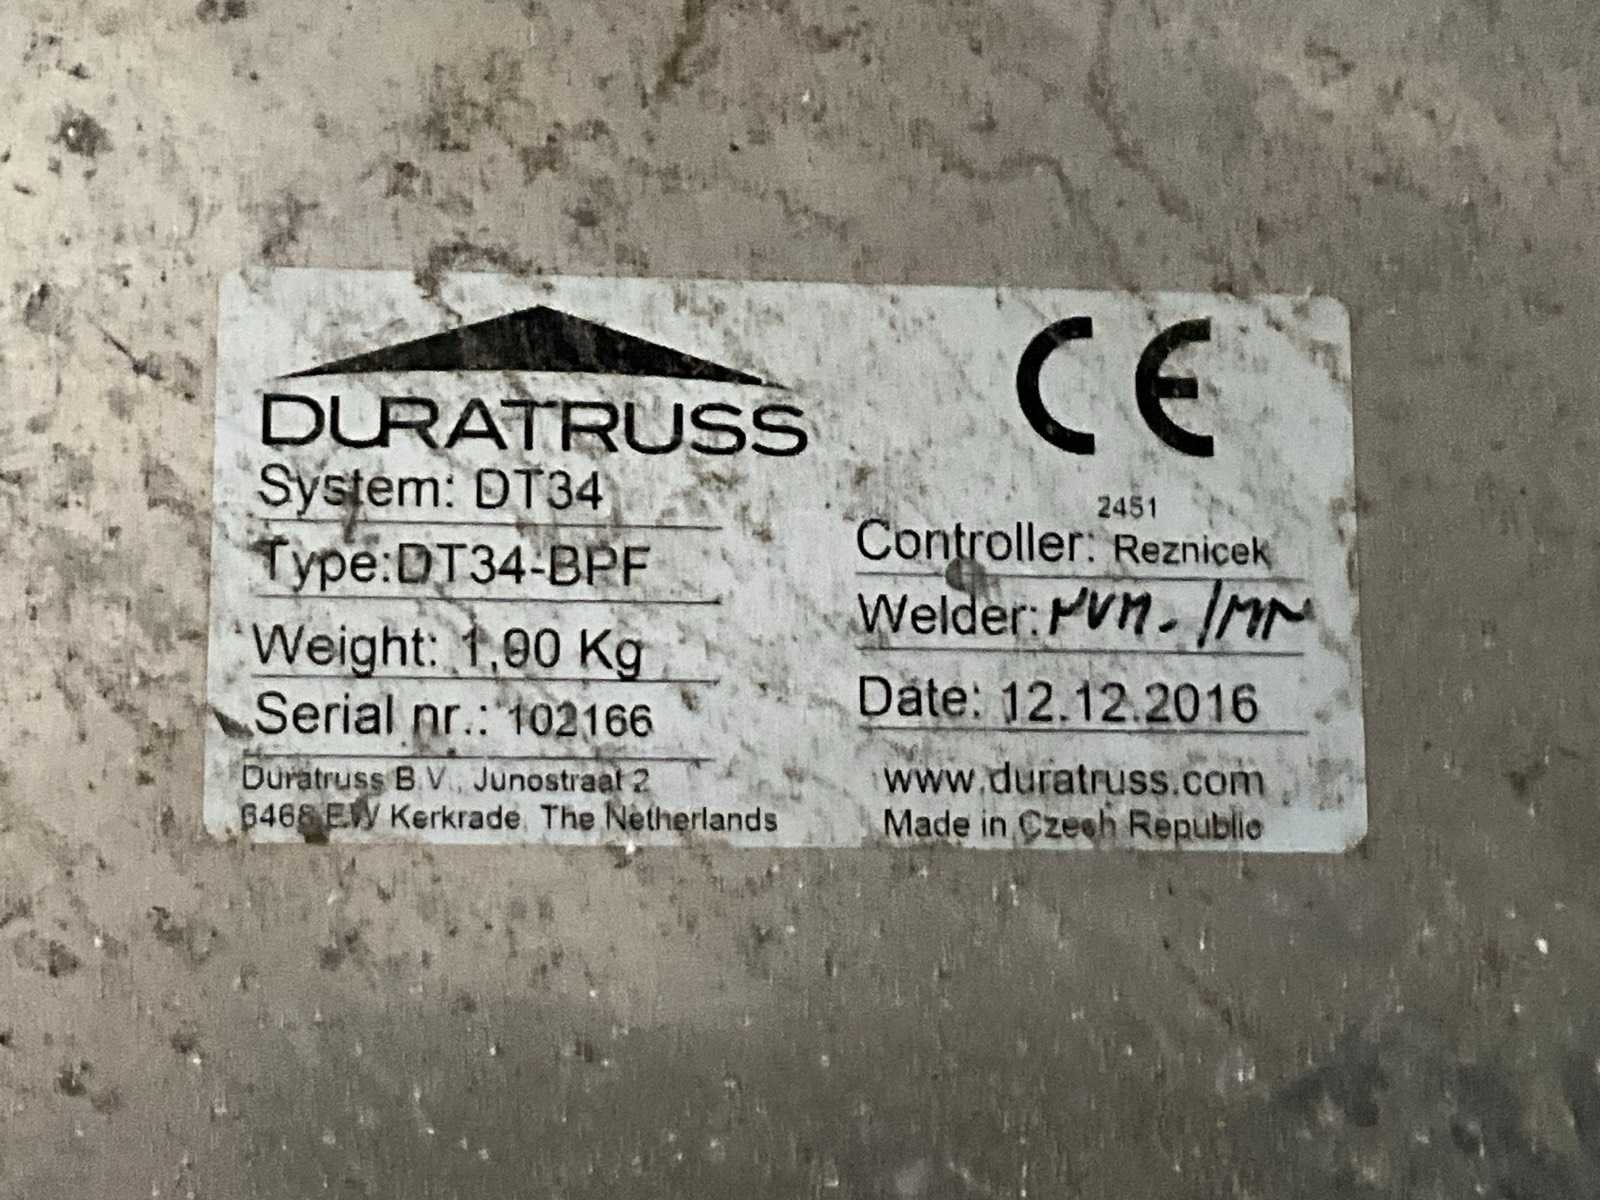 DURATRUSS
CE
System: DT34
2451
Controller: Reznicek
Type:DT34-BPF
Welder:
Weight: 1,90 Kg
Date: 12.12.2016
Serial nr.: 102166
Duratruss B.V., Junostraat 2
6468 EW Kerkrade, The Netherlands
www.duratruss.com
Made in Czech Republic